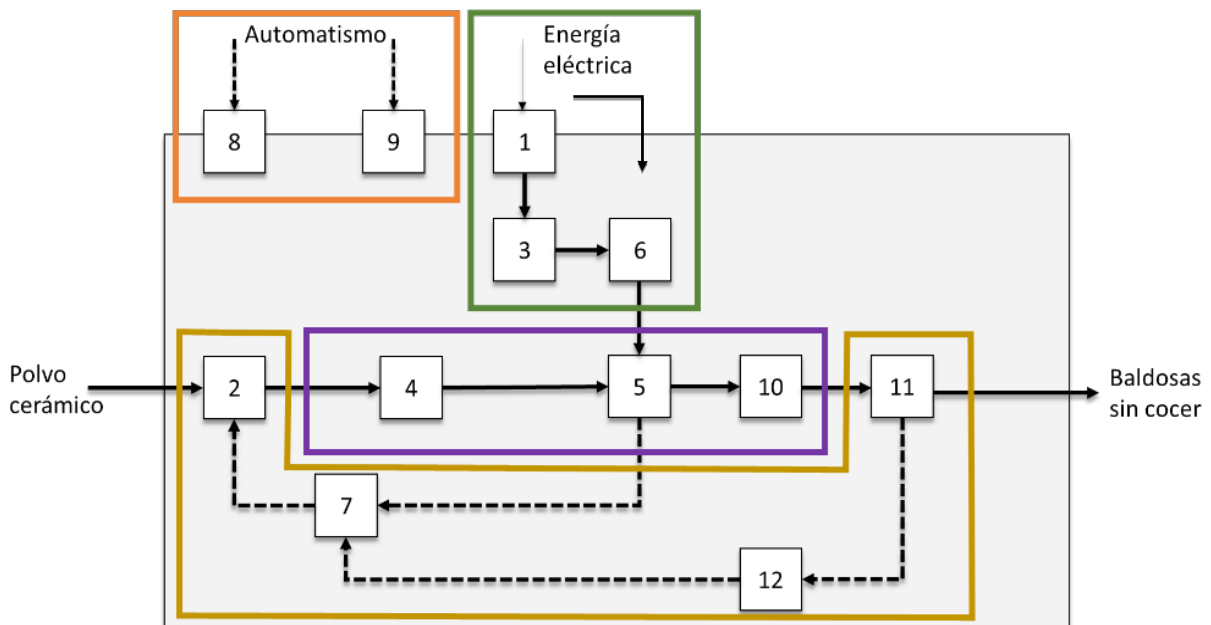 Automatismo
Energía
eléctrica
8
9
1
3
6
Polvo
cerámico
2
4
5
10
11
Baldosas
sin cocer
7
12